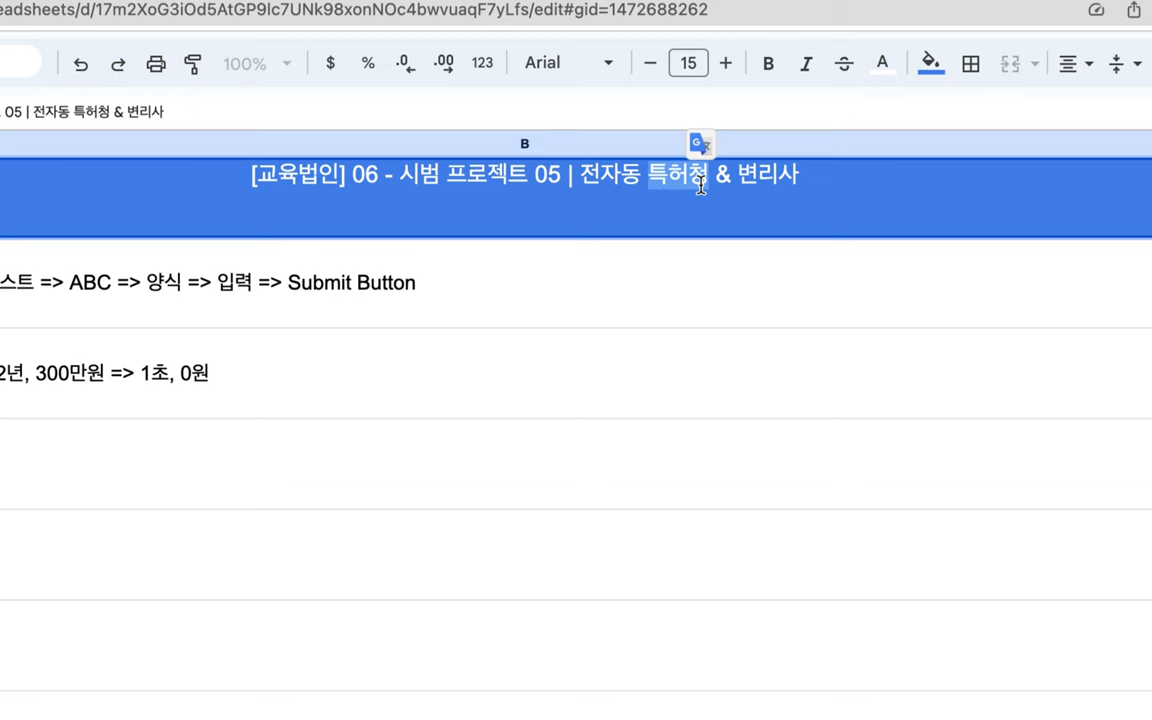 eadsheets/d/17m2XoG3iOd5AtGP9lc7UNk98xonNOc4bwvuaqF7yLfs/edit#gid=1472688262
100% $ % .0 .00 123 Arial 15 B I A
. 05 | 전자동 특허청 & 변리사
B
[교육법인] 06 - 시범 프로젝트 05 | 전자동 특허청 & 변리사
스트 => ABC => 양식 => 입력 => Submit Button
2년, 300만원 => 1초, 0원